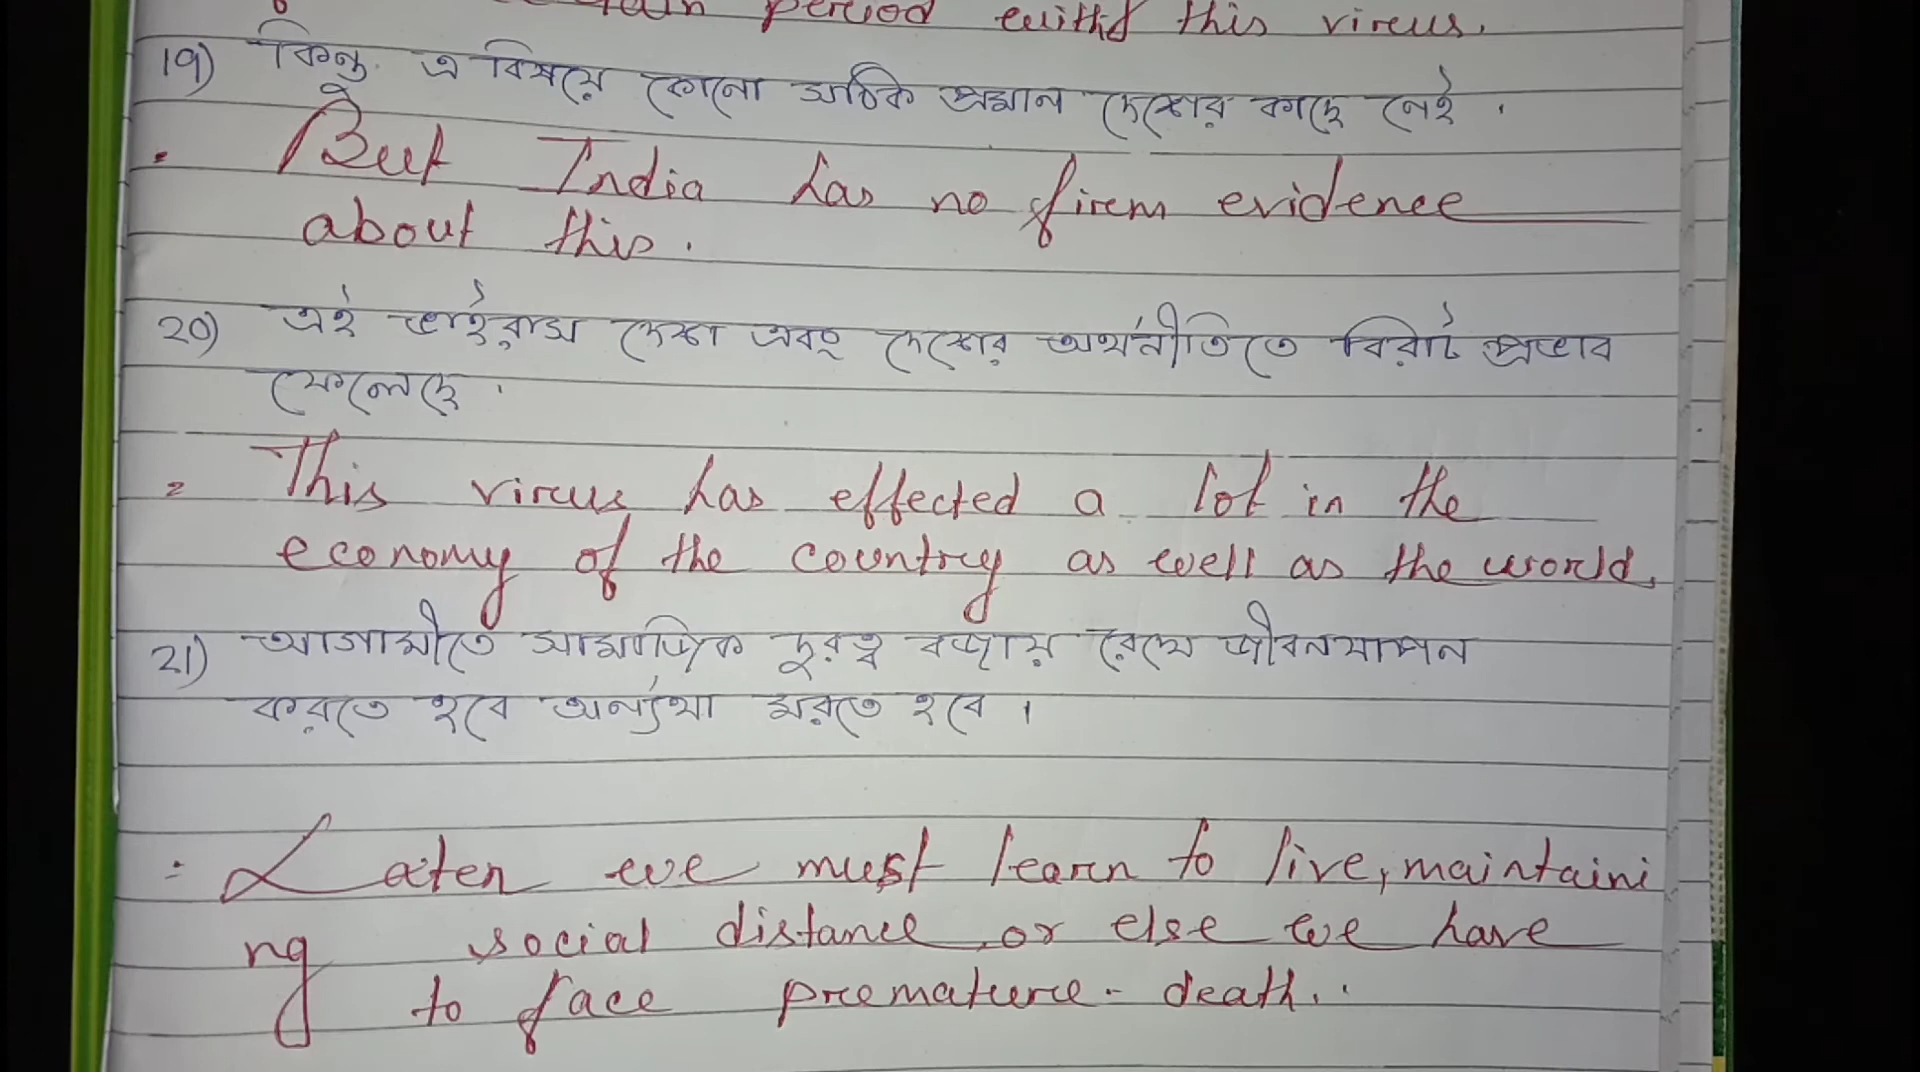 period with this virus.
19) কিন্তু এ বিষয়ে কোনো সঠিক প্রমান দেশের কাছে নেই .
. But India has no firm evidence
about this.
20) এই ভাইরাস দেশ এবং দেশের অর্থনীতিতে বিরাট প্রভাব
ফেলেছে .
= This virus has effected a lot in the
economy of the country as well as the world.
21) আগামীতে সামাজিক দুরত্ব বজায় রেখে জীবনযাপন
করতে হবে অন্যথা মরতে হবে ।
= Later we must learn to live, maintaini
ng social distance or else we have
to face premature death..